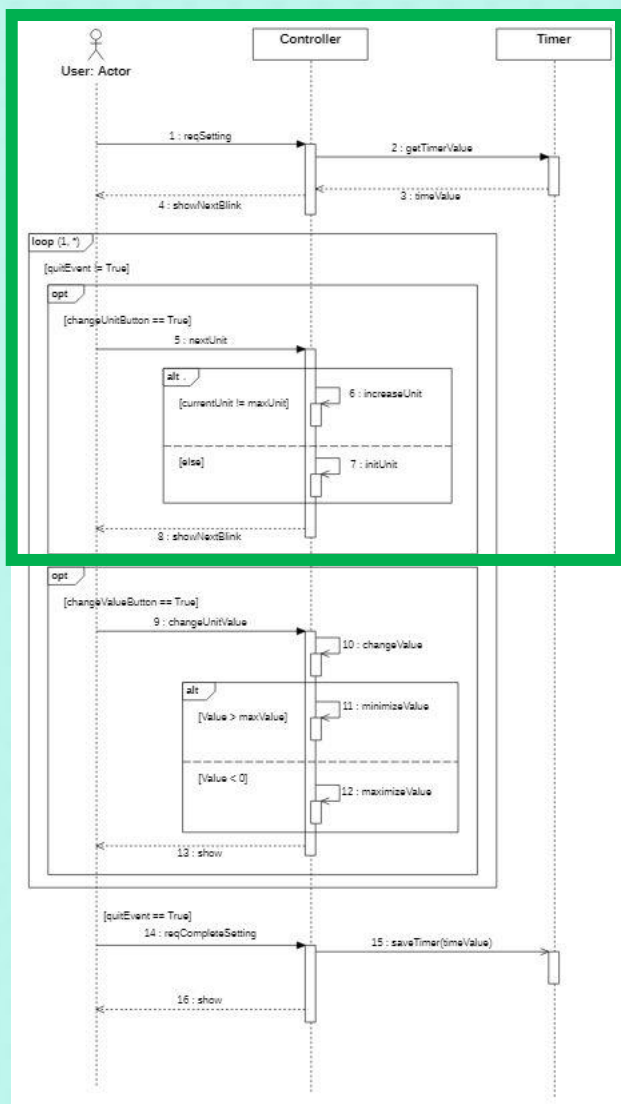 Controller
Timer
User: Actor
1 : reqSetting
2 : getTimerValue
3 : timeValue
4 : showNextBlink
loop (1, *)
[quitEvent != True]
opt
[changeUnitButton == True]
5 : nextUnit
alt .
[currentUnit != maxUnit]
6 : increaseUnit
[else]
7 : initUnit
8 : showNextBlink
opt
[changeValueButton == True]
9 : changeUnitValue
10 : changeValue
alt
[Value > maxValue]
11 : minimizeValue
[Value < 0]
12 : maximizeValue
13 : show
[quitEvent == True]
14 : reqCompleteSetting
15 : saveTimer(timeValue)
16 : show